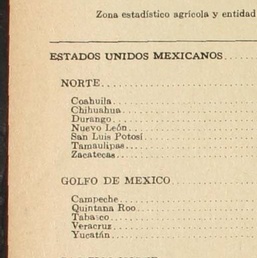 Zona estadístico agrícola y entidad
ESTADOS UNIDOS MEXICANOS
NORTE
Coahuila
Chihuahua
Durango
Nuevo León
San Luis Potosí
Tamaulipas
Zacatecas
GOLFO DE MEXICO
Campeche
Quintana Roo
Tabasco
Veracruz
Yucatán